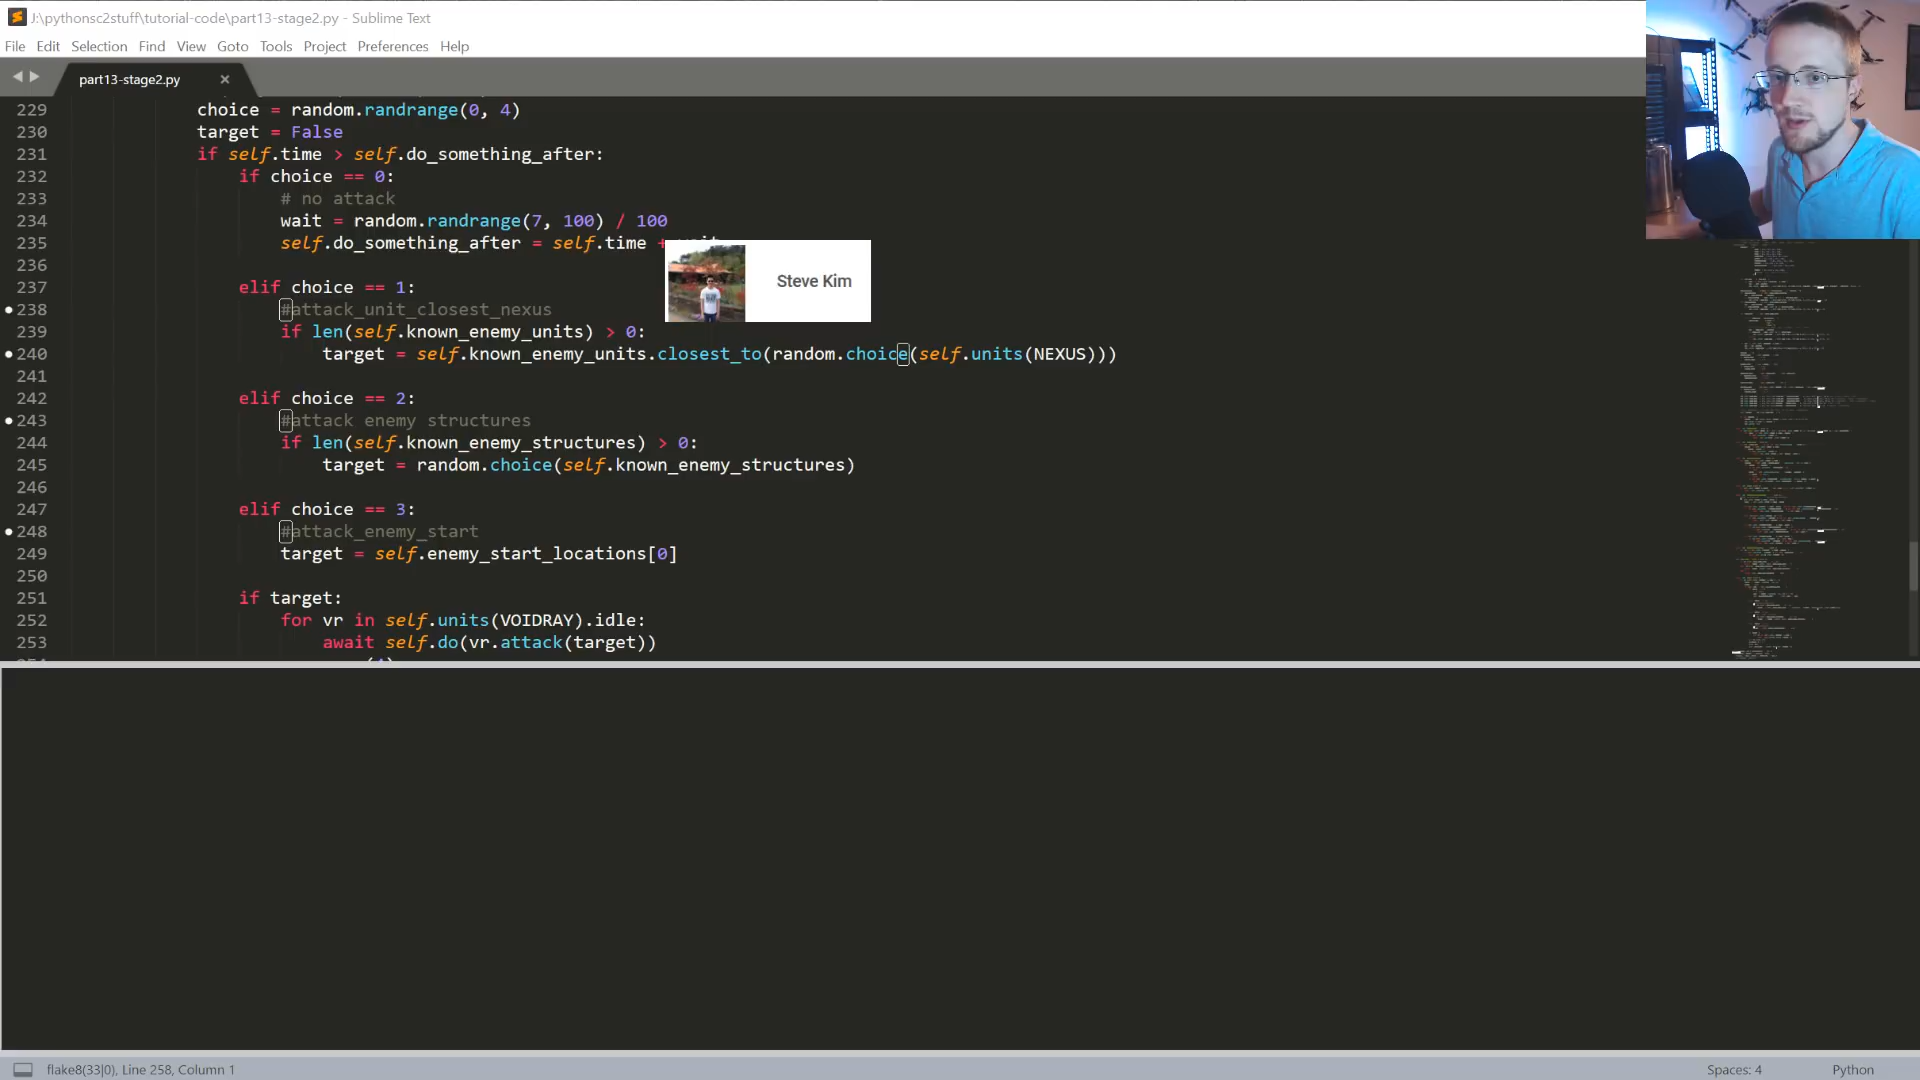 J:\pythonsc2stuff\tutorial-code\part13-stage2.py - Sublime Text
File Edit Selection Find View Goto Tools Project Preferences Help
part13-stage2.py ×
229 choice = random.randrange(0, 4)
230 target = False
231 if self.time > self.do_something_after:
232 if choice == 0:
233 # no attack
234 wait = random.randrange(7, 100) / 100
235 self.do_something_after = self.time +
236
Steve Kim
237 elif choice == 1:
238 #attack_unit_closest_nexus
239 if len(self.known_enemy_units) > 0:
240 target = self.known_enemy_units.closest_to(random.choice(self.units(NEXUS)))
241
242 elif choice == 2:
243 #attack enemy structures
244 if len(self.known_enemy_structures) > 0:
245 target = random.choice(self.known_enemy_structures)
246
247 elif choice == 3:
248 #attack_enemy_start
249 target = self.enemy_start_locations[0]
250
251 if target:
252 for vr in self.units(VOIDRAY).idle:
253 await self.do(vr.attack(target))
flake8(33|0), Line 258, Column 1 Spaces: 4 Python